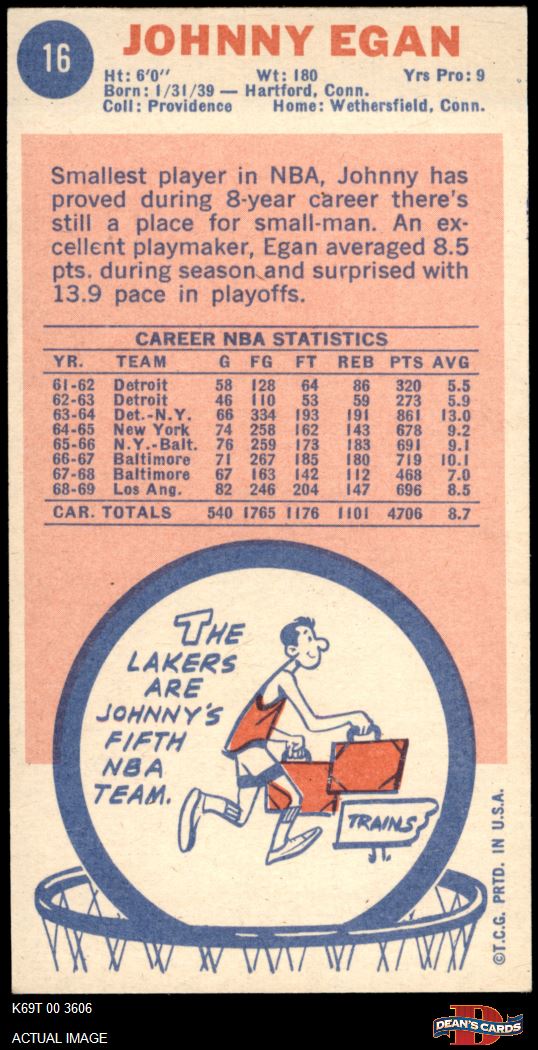 16
JOHNNY EGAN
Ht: 6'0" Wt: 180 Yrs Pro: 9
Born: 1/31/39 — Hartford, Conn.
Coll: Providence Home: Wethersfield, Conn.
Smallest player in NBA, Johnny has
proved during 8-year career there's
still a place for small-man. An ex-
cellent playmaker, Egan averaged 8.5
pts. during season and surprised with
13.9 pace in playoffs.
CAREER NBA STATISTICS
YR. TEAM G FG FT REB PTS AVG
61-62 Detroit 58 128 64 86 320 5.5
62-63 Detroit 46 110 53 59 273 5.9
63-64 Det.-N.Y. 66 334 193 191 861 13.0
64-65 New York 74 258 162 143 678 9.2
65-66 N.Y.-Balt. 76 259 173 183 691 9.1
66-67 Baltimore 71 267 185 180 719 10.1
67-68 Baltimore 67 163 142 112 468 7.0
68-69 Los Ang. 82 246 204 147 696 8.5
CAR. TOTALS 540 1765 1176 1101 4706 8.7
THE
LAKERS
ARE
JOHNNY'S
FIFTH
NBA
TEAM.
TRAINS
©T.C.G. PRTD. IN U.S.A.
K69T 00 3606
ACTUAL IMAGE
D
DEAN'S CARDS